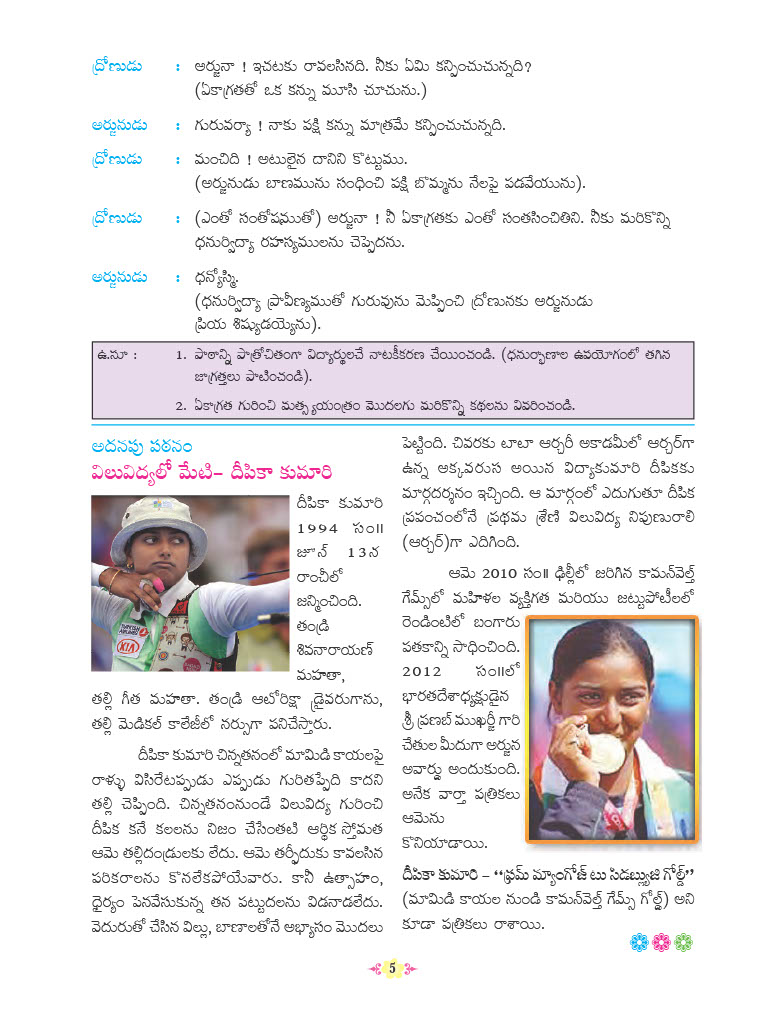 ద్రోణుడు : అర్జునా ! ఇచటకు రావలసినది. నీకు ఏమి కన్పించుచున్నది?
(ఏకాగ్రతతో ఒక కన్ను మూసి చూచును.)
అర్జునుడు : గురువర్యా ! నాకు పక్షి కన్ను మాత్రమే కన్పించుచున్నది.
ద్రోణుడు : మంచిది ! అటులైన దానిని కొట్టుము.
(అర్జునుడు బాణమును సంధించి పక్షి బొమ్మను నేలపై పడవేయును).
ద్రోణుడు : (ఎంతో సంతోషముతో) అర్జునా ! నీ ఏకాగ్రతకు ఎంతో సంతసించితిని. నీకు మరికొన్ని
ధనుర్విద్యా రహస్యములను చెప్పెదను.
అర్జునుడు : ధన్యోస్మి.
(ధనుర్విద్యా ప్రావీణ్యముతో గురువును మెప్పించి ద్రోణునకు అర్జునుడు
ప్రియ శిష్యుడయ్యెను).
ఉ.సూ : 1. పాఠాన్ని పాత్రోచితంగా విద్యార్థులచే నాటకీకరణ చేయించండి. (ధనుర్బాణాల ఉపయోగంలో తగిన
జాగ్రత్తలు పాటించండి).
2. ఏకాగ్రత గురించి మత్స్యయంత్రం మొదలగు మరికొన్ని కథలను వివరించండి.
అదనపు పఠనం
విలువిద్యలో మేటి– దీపికా కుమారి
దీపికా కుమారి
1994 సం॥
జూన్ 13న
రాంచీలో
జన్మించింది.
తండ్రి
శివనారాయణ్
మహతా,
TURKISH AIRLINES
KIA
తల్లి గీత మహతా. తండ్రి ఆటోరిక్షా డ్రైవరుగాను,
తల్లి మెడికల్ కాలేజీలో నర్సుగా పనిచేస్తారు.
దీపికా కుమారి చిన్నతనంలో మామిడి కాయలపై
రాళ్ళు విసిరేటప్పుడు ఎప్పుడు గురితప్పేది కాదని
తల్లి చెప్పింది. చిన్నతనంనుండే విలువిద్య గురించి
దీపిక కనే కలలను నిజం చేసేంతటి ఆర్థిక స్తోమత
ఆమె తల్లిదండ్రులకు లేదు. ఆమె తర్ఫీదుకు కావలసిన
పరికరాలను కొనలేకపోయేవారు. కానీ ఉత్సాహం,
ధైర్యం పెనవేసుకున్న తన పట్టుదలను విడనాడలేదు.
వెదురుతో చేసిన విల్లు, బాణాలతోనే అభ్యాసం మొదలు
పెట్టింది. చివరకు టాటా ఆర్చరీ అకాడమీలో ఆర్చర్‌గా
ఉన్న అక్కవరుస అయిన విద్యాకుమారి దీపికకు
మార్గదర్శనం ఇచ్చింది. ఆ మార్గంలో ఎదుగుతూ దీపిక
ప్రపంచంలోనే ప్రథమ శ్రేణి విలువిద్య నిపుణురాలి
(ఆర్చర్)గా ఎదిగింది.
ఆమె 2010 సం॥ ఢిల్లీలో జరిగిన కామన్‌వెల్త్
గేమ్స్‌లో మహిళల వ్యక్తిగత మరియు జట్టుపోటీలలో
రెండింటిలో బంగారు
పతకాన్ని సాధించింది.
2012 సం॥లో
భారతదేశాధ్యక్షుడైన
శ్రీ ప్రణబ్ ముఖర్జీ గారి
చేతుల మీదుగా అర్జున
అవార్డు అందుకుంది.
అనేక వార్తా పత్రికలు
ఆమెను
కొనియాడాయి.
దీపికా కుమారి – “ఫ్రమ్ మ్యాంగోజ్ టు సిడబ్ల్యుజి గోల్డ్”
(మామిడి కాయల నుండి కామన్‌వెల్త్ గేమ్స్ గోల్డ్) అని
కూడా పత్రికలు రాశాయి.
5